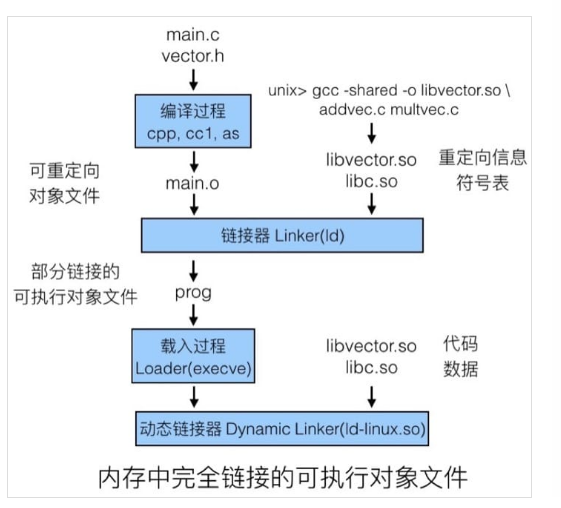 main.c
vector.h
unix> gcc -shared -o libvector.so \
addvec.c multvec.c
编译过程
cpp, cc1, as
可重定向
对象文件
main.o
libvector.so
libc.so
重定向信息
符号表
链接器 Linker(ld)
部分链接的
可执行对象文件
prog
载入过程
Loader(execve)
libvector.so
libc.so
代码
数据
动态链接器 Dynamic Linker(ld-linux.so)
内存中完全链接的可执行对象文件